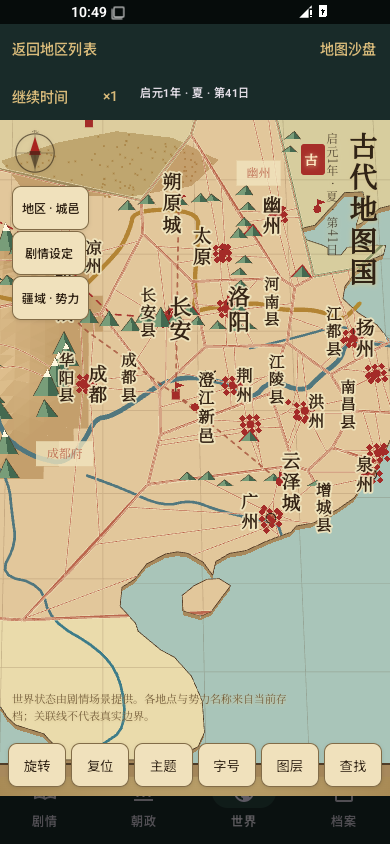 10:49
返回地区列表
地图沙盘
继续时间
×1
启元1年 · 夏 · 第41日
古代地图国
古
启元1年 · 夏 · 第41日
地区 · 城邑
剧情设定
疆域 · 势力
幽州
朔原城
幽州
太原
凉州
长安县
长安
洛阳
河南县
江都县
扬州
华阳县
成都
成都县
澄江新邑
荆州
江陵县
洪州
南昌县
成都府
云泽城
泉州
广州
增城县
世界状态由剧情场景提供。各地点与势力名称来自当前存
档；关联线不代表真实边界。
旋转
复位
主题
字号
图层
查找
剧情
朝政
世界
档案